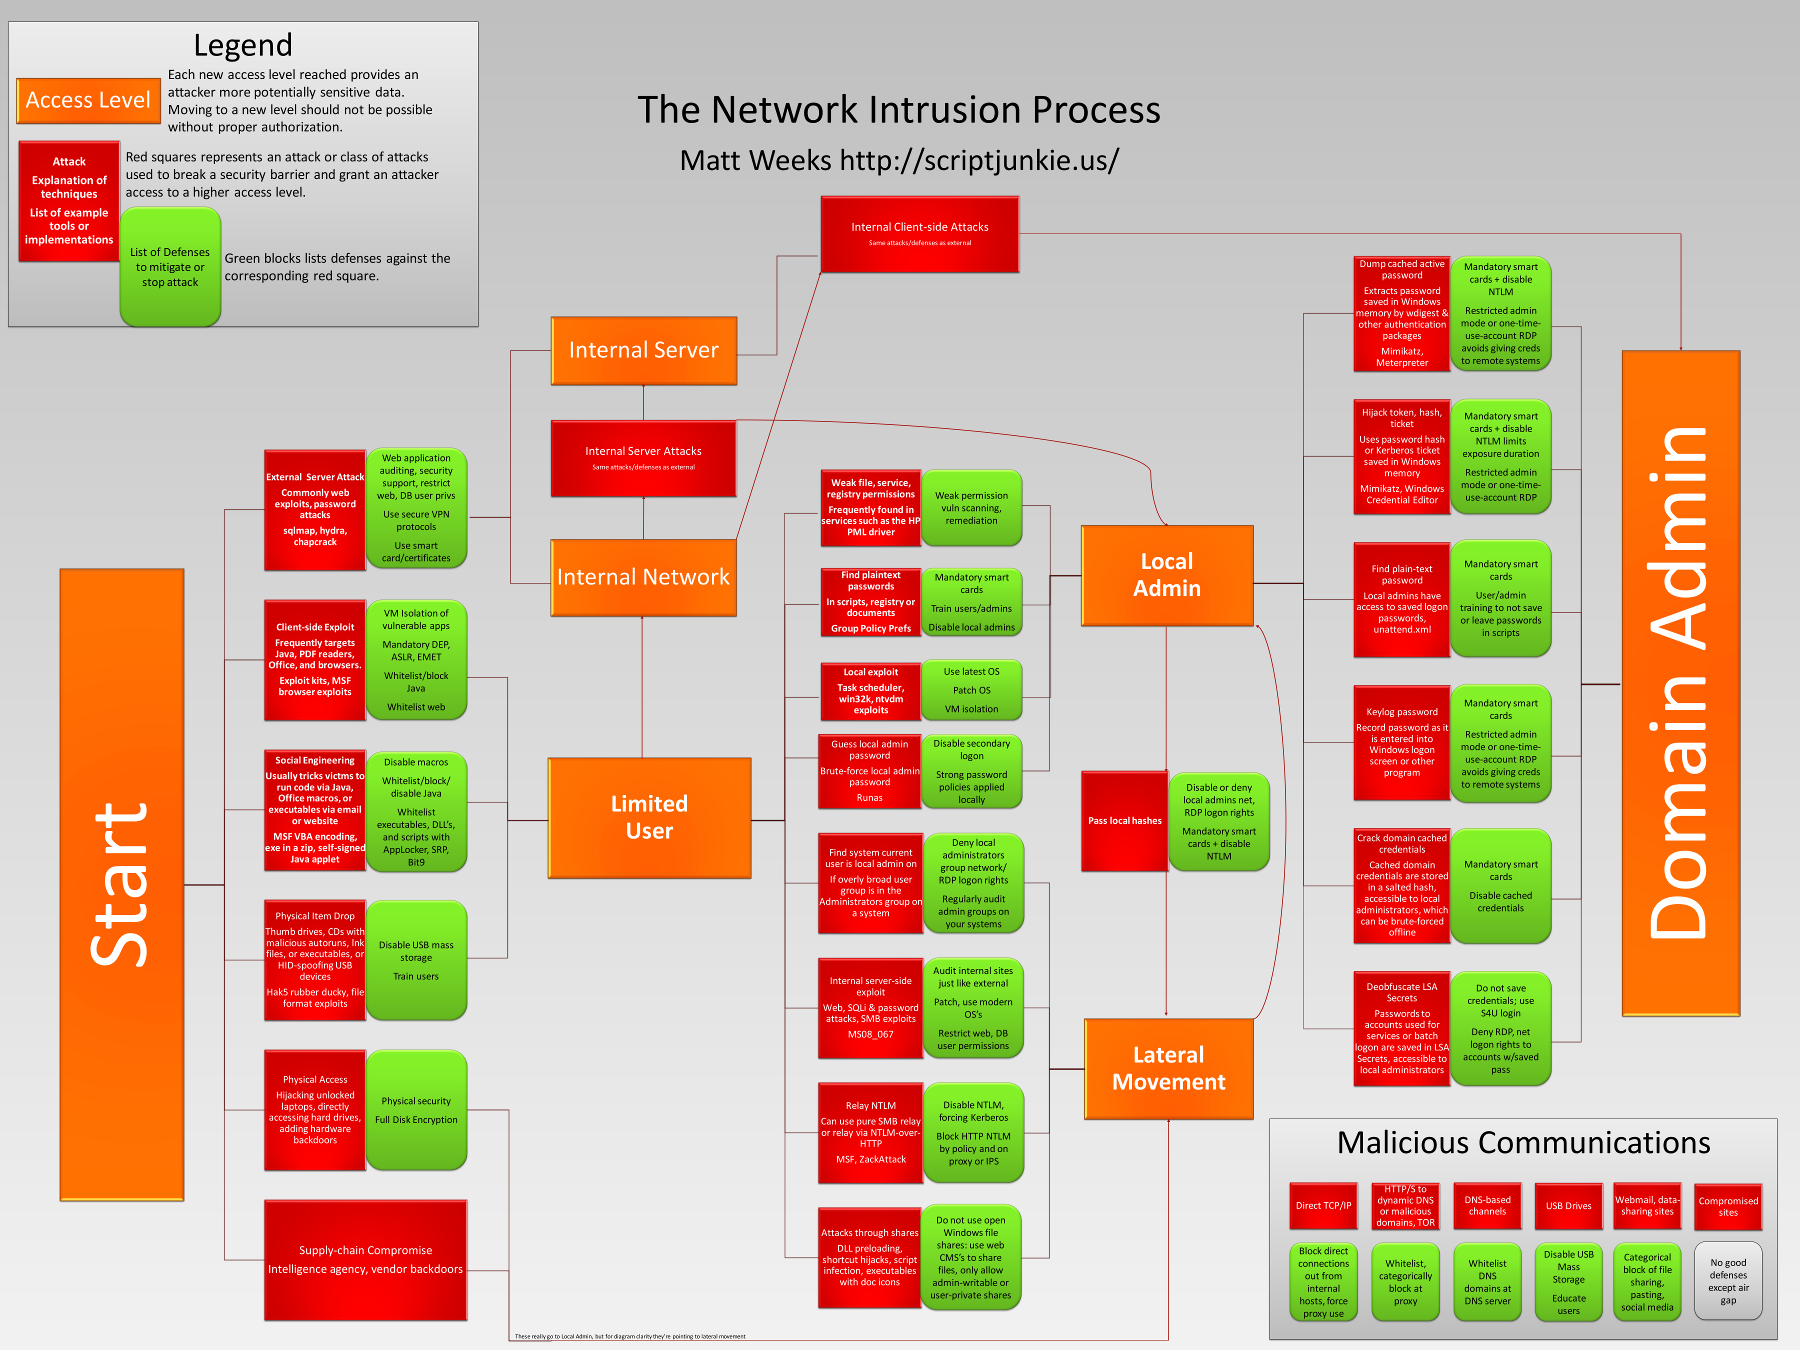 Legend
Access Level
Each new access level reached provides an
attacker more potentially sensitive data.
Moving to a new level should not be possible
without proper authorization.
Attack
Explanation of
techniques
List of example
tools or
implementations
Red squares represents an attack or class of attacks
used to break a security barrier and grant an attacker
access to a higher access level.
List of Defenses
to mitigate or
stop attack
Green blocks lists defenses against the
corresponding red square.
The Network Intrusion Process
Matt Weeks http://scriptjunkie.us/
Start
External  Server Attack
Commonly web
exploits, password
attacks
sqlmap, hydra,
chapcrack
Web application
auditing, security
support, restrict
web, DB user privs
Use secure VPN
protocols
Use smart
card/certificates
Client-side Exploit
Frequently targets
Java, PDF readers,
Office, and browsers.
Exploit kits, MSF
browser exploits
VM Isolation of
vulnerable apps
Mandatory DEP,
ASLR, EMET
Whitelist/block
Java
Whitelist web
Social Engineering
Usually tricks victms to
run code via Java,
Office macros, or
executables via email
or website
MSF VBA encoding,
exe in a zip, self-signed
Java applet
Disable macros
Whitelist/block/
disable Java
Whitelist
executables, DLL's,
and scripts with
AppLocker, SRP,
Bit9
Physical Item Drop
Thumb drives, CDs with
malicious autoruns, lnk
files, or executables, or
HID-spoofing USB
devices
Hak5 rubber ducky, file
format exploits
Disable USB mass
storage
Train users
Physical Access
Hijacking unlocked
laptops, directly
accessing hard drives,
adding hardware
backdoors
Physical security
Full Disk Encryption
Supply-chain Compromise
Intelligence agency, vendor backdoors
These really go to Local Admin, but for diagram clarity they're pointing to lateral movement
Internal Server
Internal Server Attacks
Same attacks/defenses as external
Internal Network
Limited
User
Internal Client-side Attacks
Same attacks/defenses as external
Weak file, service,
registry permissions
Frequently found in
services such as the HP
PML driver
Weak permission
vuln scanning,
remediation
Find plaintext
passwords
In scripts, registry or
documents
Group Policy Prefs
Mandatory smart
cards
Train users/admins
Disable local admins
Local exploit
Task scheduler,
win32k, ntvdm
exploits
Use latest OS
Patch OS
VM isolation
Guess local admin
password
Brute-force local admin
password
Runas
Disable secondary
logon
Strong password
policies applied
locally
Find system current
user is local admin on
If overly broad user
group is in the
Administrators group on
a system
Deny local
administrators
group network/
RDP logon rights
Regularly audit
admin groups on
your systems
Internal server-side
exploit
Web, SQLi & password
attacks, SMB exploits
MS08_067
Audit internal sites
just like external
Patch, use modern
OS's
Restrict web, DB
user permissions
Relay NTLM
Can use pure SMB relay
or relay via NTLM-over-
HTTP
MSF, ZackAttack
Disable NTLM,
forcing Kerberos
Block HTTP NTLM
by policy and on
proxy or IPS
Attacks through shares
DLL preloading,
shortcut hijacks, script
infection, executables
with doc icons
Do not use open
Windows file
shares: use web
CMS's to share
files, only allow
admin-writable or
user-private shares
Local
Admin
Pass local hashes
Disable or deny
local admins net,
RDP logon rights
Mandatory smart
cards + disable
NTLM
Lateral
Movement
Dump cached active
password
Extracts password
saved in Windows
memory by wdigest &
other authentication
packages
Mimikatz,
Meterpreter
Mandatory smart
cards + disable
NTLM
Restricted admin
mode or one-time-
use-account RDP
avoids giving creds
to remote systems
Hijack token, hash,
ticket
Uses password hash
or Kerberos ticket
saved in Windows
memory
Mimikatz, Windows
Credential Editor
Mandatory smart
cards + disable
NTLM limits
exposure duration
Restricted admin
mode or one-time-
use-account RDP
Find plain-text
password
Local admins have
access to saved logon
passwords,
unattend.xml
Mandatory smart
cards
User/admin
training to not save
or leave passwords
in scripts
Keylog password
Record password as it
is entered into
Windows logon
screen or other
program
Mandatory smart
cards
Restricted admin
mode or one-time-
use-account RDP
avoids giving creds
to remote systems
Crack domain cached
credentials
Cached domain
credentials are stored
in a salted hash,
accessible to local
administrators, which
can be brute-forced
offline
Mandatory smart
cards
Disable cached
credentials
Deobfuscate LSA
Secrets
Passwords to
accounts used for
services or batch
logon are saved in LSA
Secrets, accessible to
local administrators
Do not save
credentials; use
S4U login
Deny RDP, net
logon rights to
accounts w/saved
pass
Domain Admin
Malicious Communications
Direct TCP/IP
HTTP/S to
dynamic DNS
or malicious
domains, TOR
DNS-based
channels
USB Drives
Webmail, data-
sharing sites
Compromised
sites
Block direct
connections
out from
internal
hosts, force
proxy use
Whitelist,
categorically
block at
proxy
Whitelist
DNS
domains at
DNS server
Disable USB
Mass
Storage
Educate
users
Categorical
block of file
sharing,
pasting,
social media
No good
defenses
except air
gap